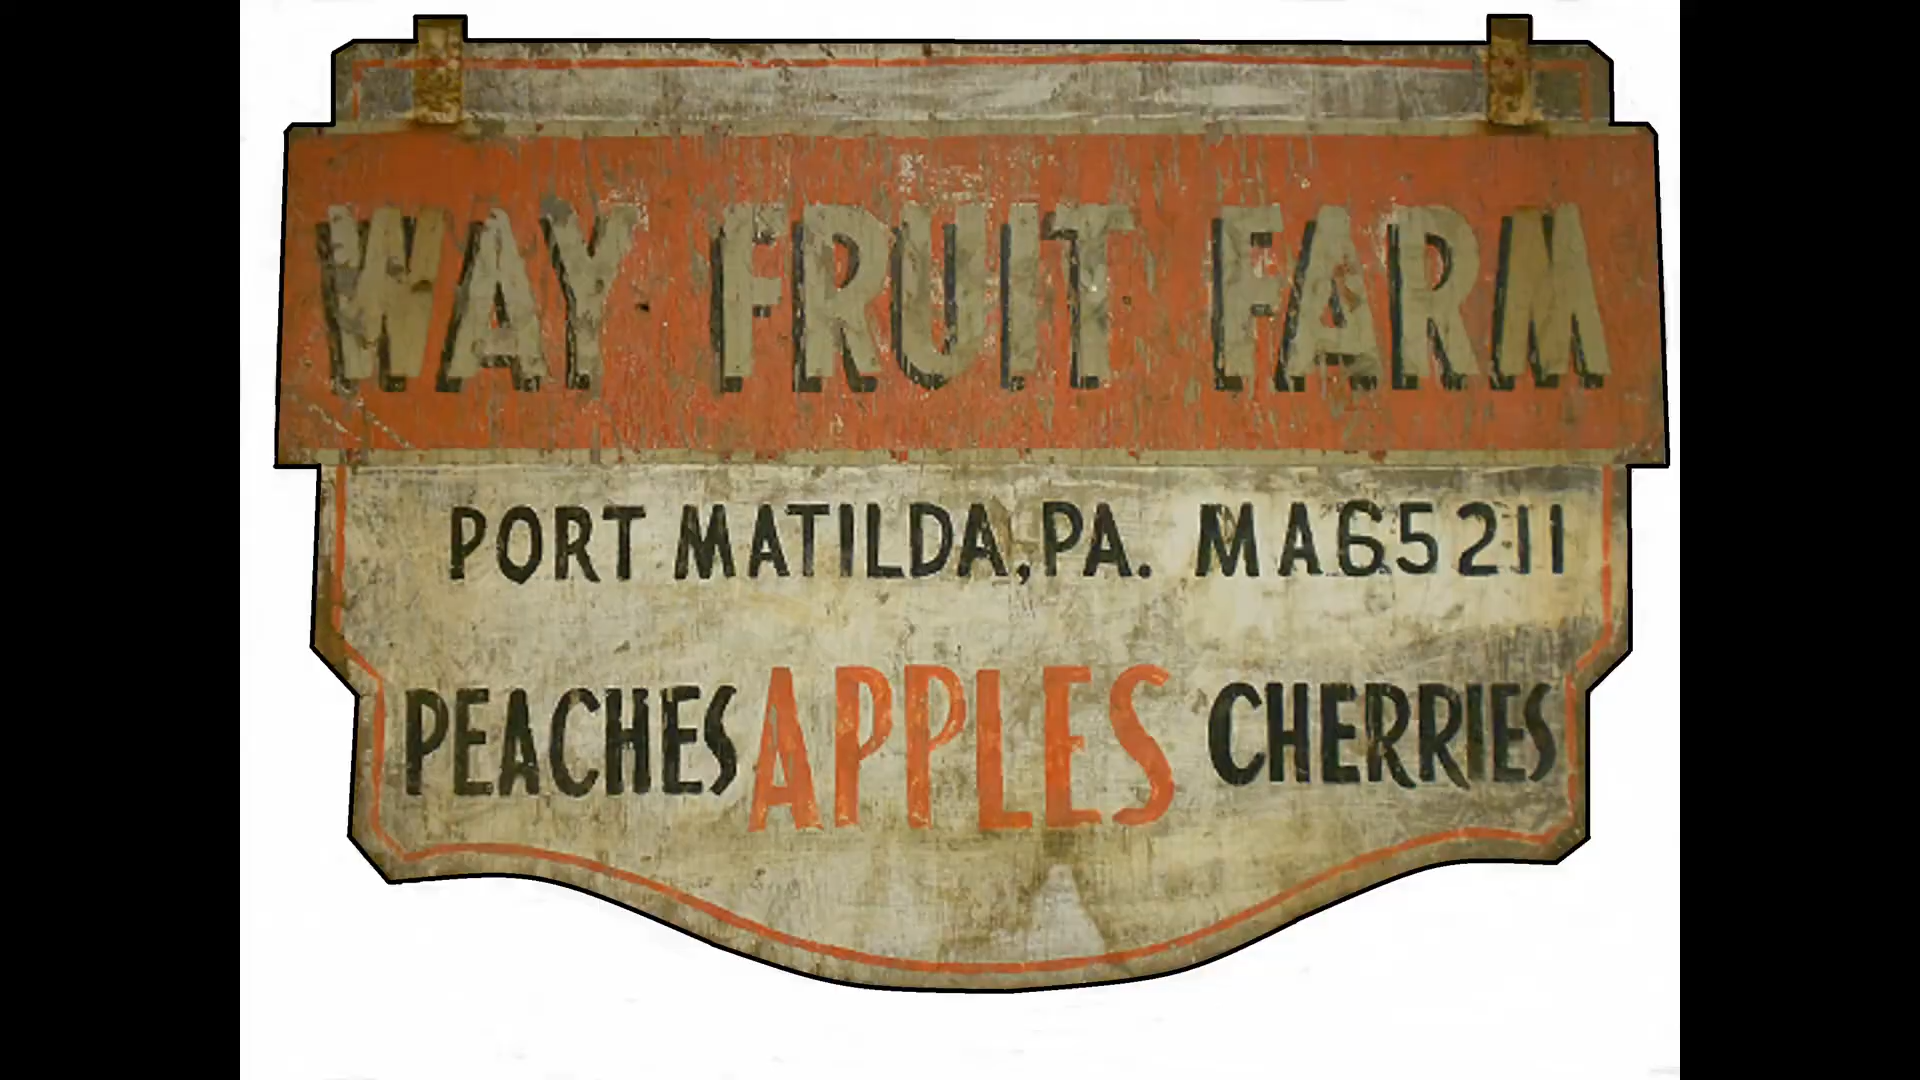 WAY FRUIT FARM
PORT MATILDA, PA. MA65211
PEACHES APPLES CHERRIES